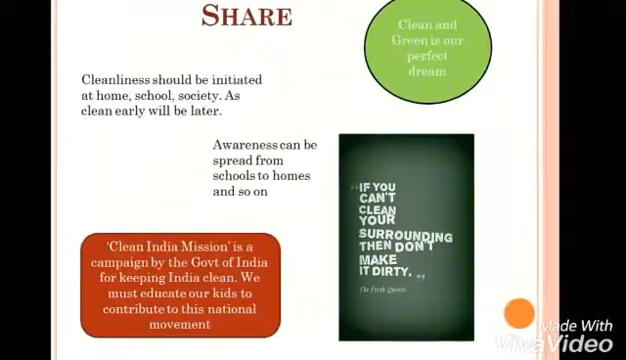 SHARE
Clean and
Green is our
perfect
dream
Cleanliness should be initiated
at home, school, society. As
clean early will be later.
Awareness can be
spread from
schools to homes
and so on
"IF YOU
CAN'T
CLEAN
YOUR
SURROUNDING
THEN DON'T
MAKE
IT DIRTY."
The Fresh Quotes
'Clean India Mission' is a
campaign by the Govt of India
for keeping India clean. We
must educate our kids to
contribute to this national
movement
Made With
VivaVideo